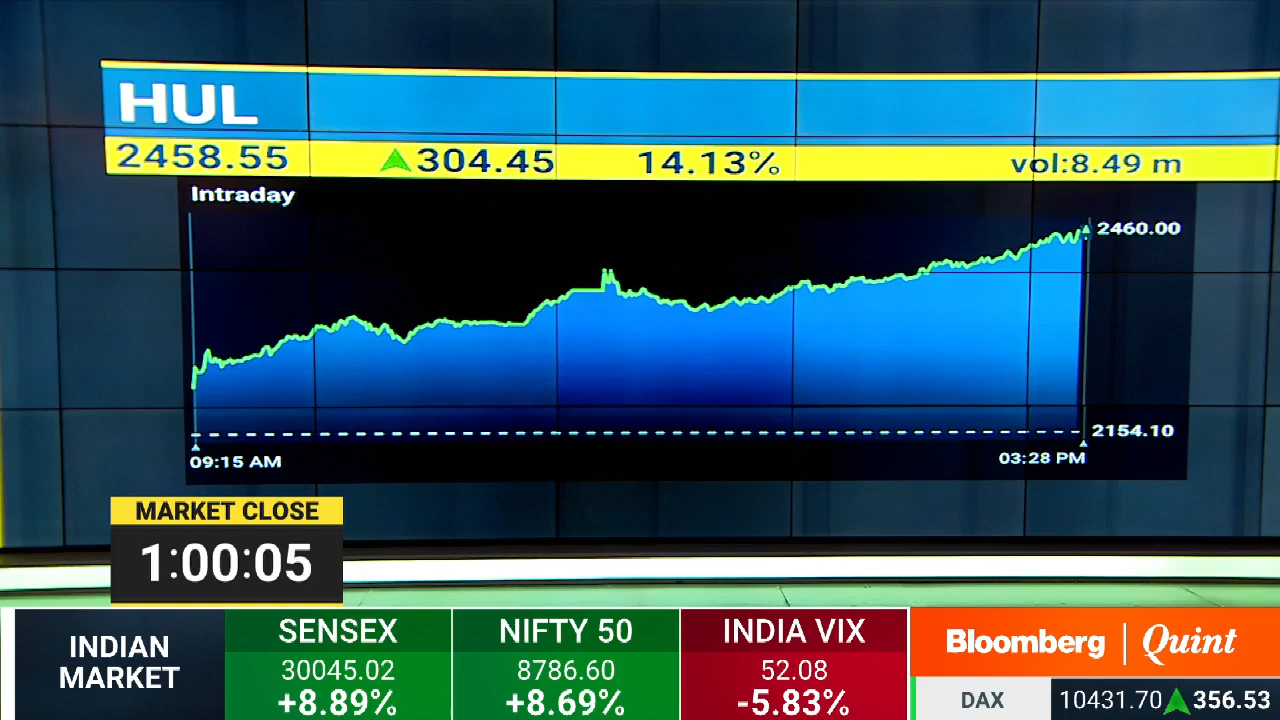 HUL
2458.55 304.45 14.13% vol:8.49 m
Intraday
2460.00
2154.10
09:15 AM 03:28 PM
MARKET CLOSE
1:00:05
INDIAN MARKET
SENSEX
30045.02
+8.89%
NIFTY 50
8786.60
+8.69%
INDIA VIX
52.08
-5.83%
Bloomberg | Quint
DAX 10431.70 356.53